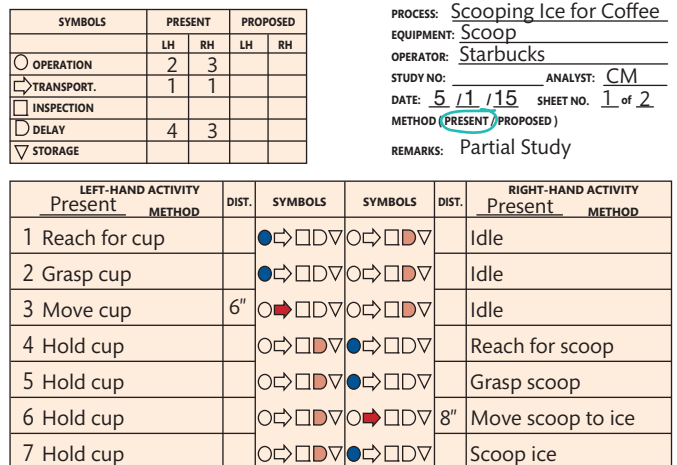 SYMBOLS PRESENT PROPOSED
LH RH LH RH
OPERATION 2 3
TRANSPORT. 1 1
INSPECTION
DELAY 4 3
STORAGE
PROCESS: Scooping Ice for Coffee
EQUIPMENT: Scoop
OPERATOR: Starbucks
STUDY NO: ANALYST: CM
DATE: 5 /1 /15 SHEET NO. 1 of 2
METHOD ( PRESENT / PROPOSED )
REMARKS: Partial Study
LEFT-HAND ACTIVITY DIST. SYMBOLS SYMBOLS DIST. RIGHT-HAND ACTIVITY
Present METHOD Present METHOD
1 Reach for cup Idle
2 Grasp cup Idle
3 Move cup 6" Idle
4 Hold cup Reach for scoop
5 Hold cup Grasp scoop
6 Hold cup 8" Move scoop to ice
7 Hold cup Scoop ice